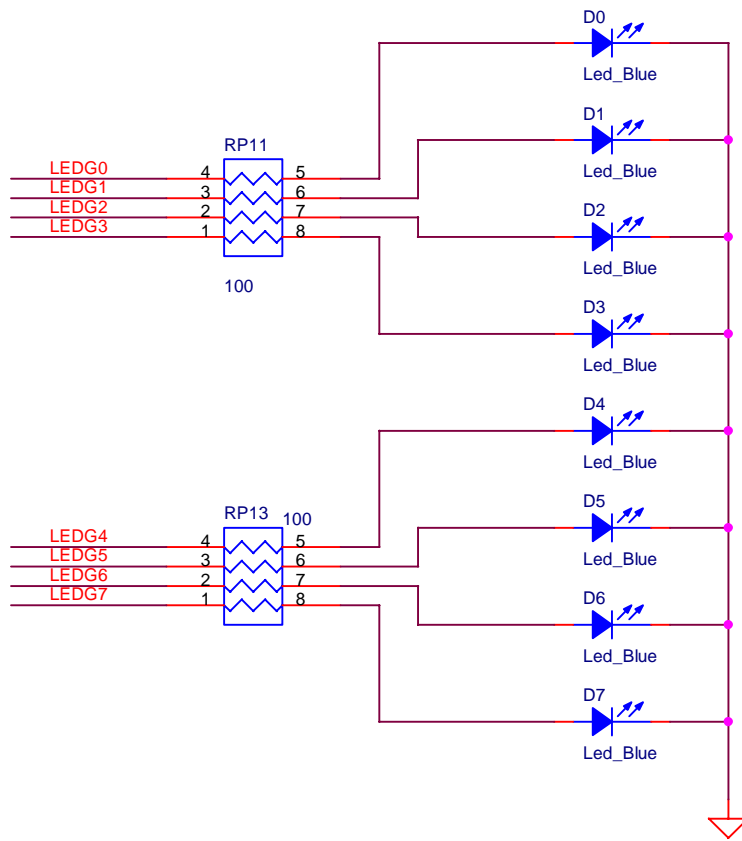 D0
Led_Blue
D1
Led_Blue
RP11
LEDG0 4 5
LEDG1 3 6
LEDG2 2 7
LEDG3 1 8
100
D2
Led_Blue
D3
Led_Blue
D4
Led_Blue
D5
Led_Blue
RP13 100
LEDG4 4 5
LEDG5 3 6
LEDG6 2 7
LEDG7 1 8
D6
Led_Blue
D7
Led_Blue